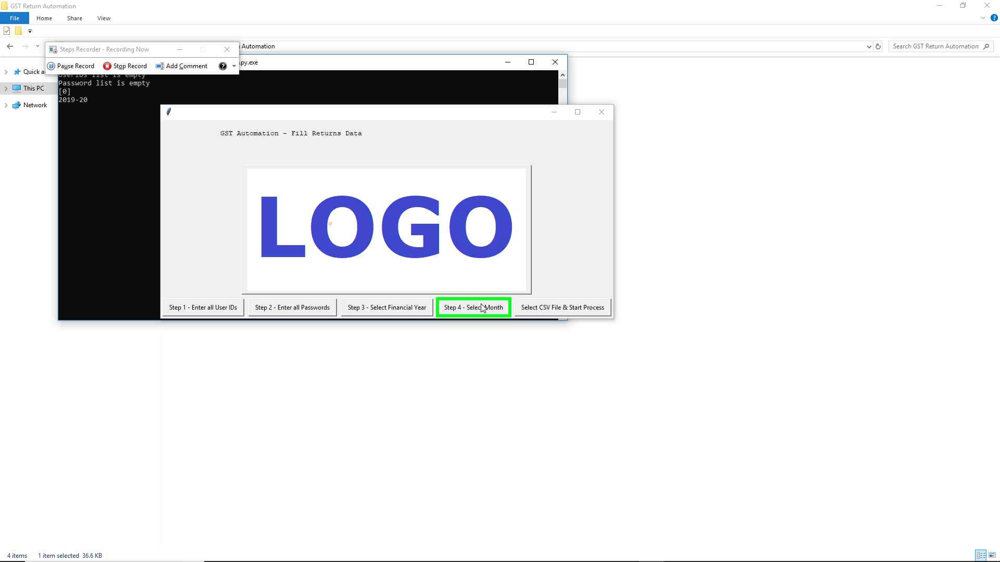 GST Return Automation
File Home Share View
Steps Recorder - Recording Now
Automation
Search GST Return Automation
Pause Record Stop Record Add Comment
py.exe
Quick a
UserIDs list is empty
Password list is empty
This PC
[0]
2019-20
Network
GST Automation - Fill Returns Data
LOGO
Step 1 - Enter all User IDs
Step 2 - Enter all Passwords
Step 3 - Select Financial Year
Step 4 - Select Month
Select CSV File & Start Process
4 items 1 item selected 36.6 KB